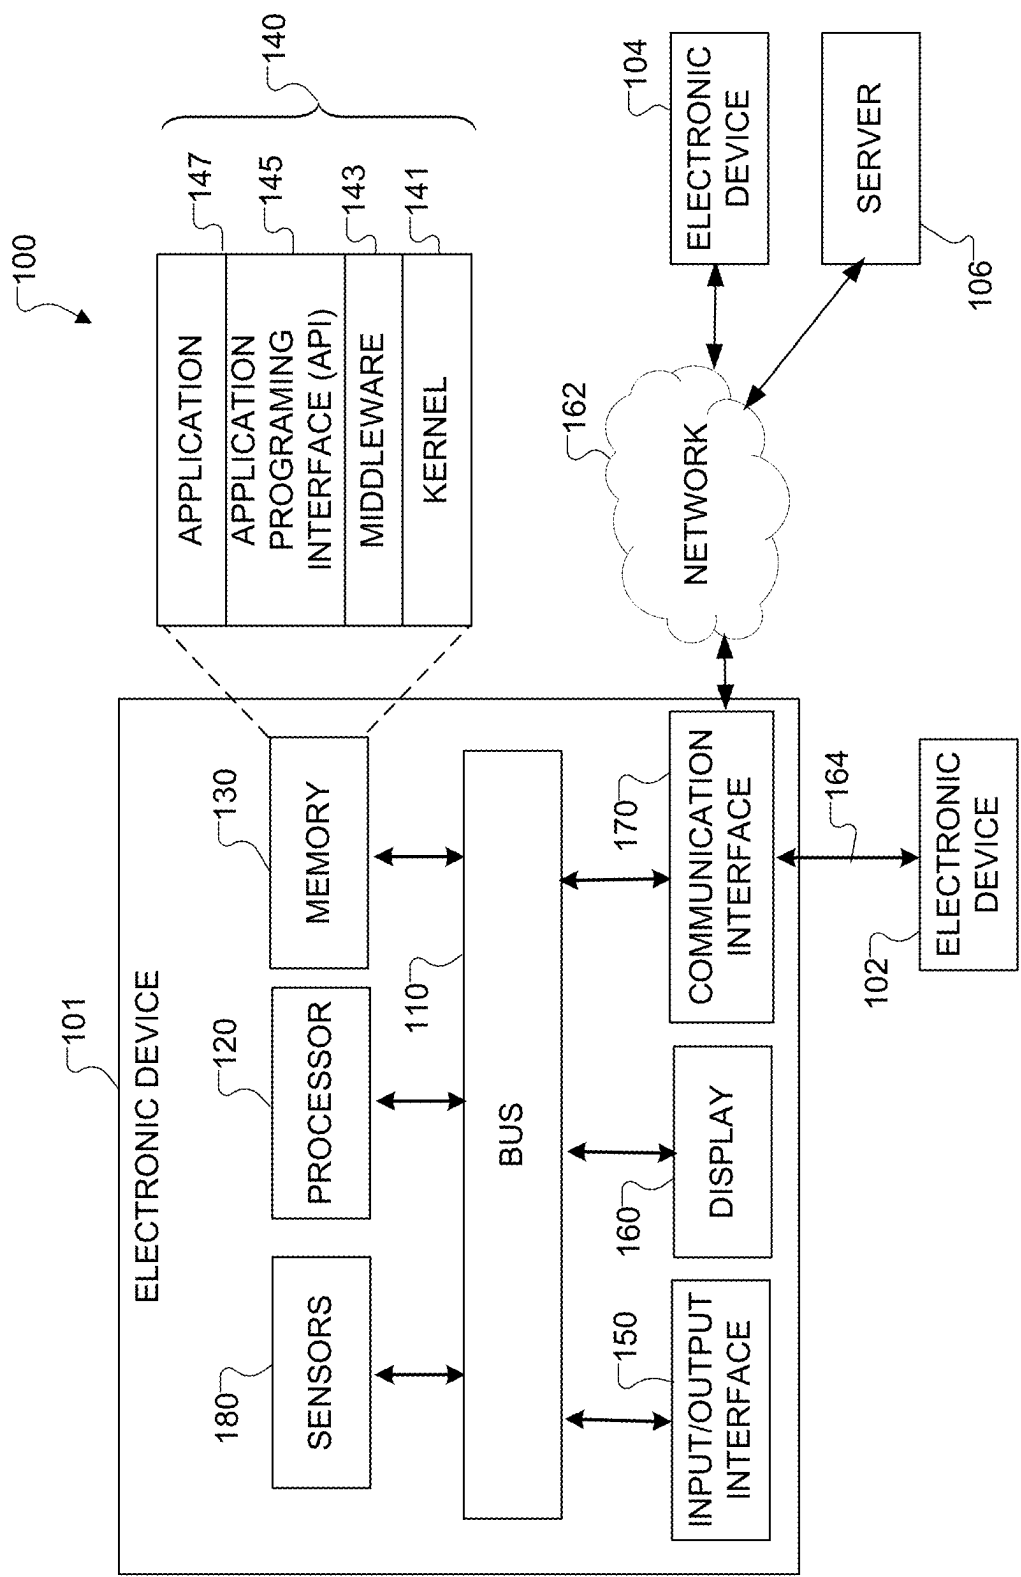 100
101
ELECTRONIC DEVICE
180
SENSORS
120
PROCESSOR
130
MEMORY
110
BUS
150
INPUT/OUTPUT
INTERFACE
160
DISPLAY
170
COMMUNICATION
INTERFACE
140
147
APPLICATION
145
APPLICATION
PROGRAMING
INTERFACE (API)
143
MIDDLEWARE
141
KERNEL
162
NETWORK
104
ELECTRONIC
DEVICE
SERVER
106
164
102
ELECTRONIC
DEVICE